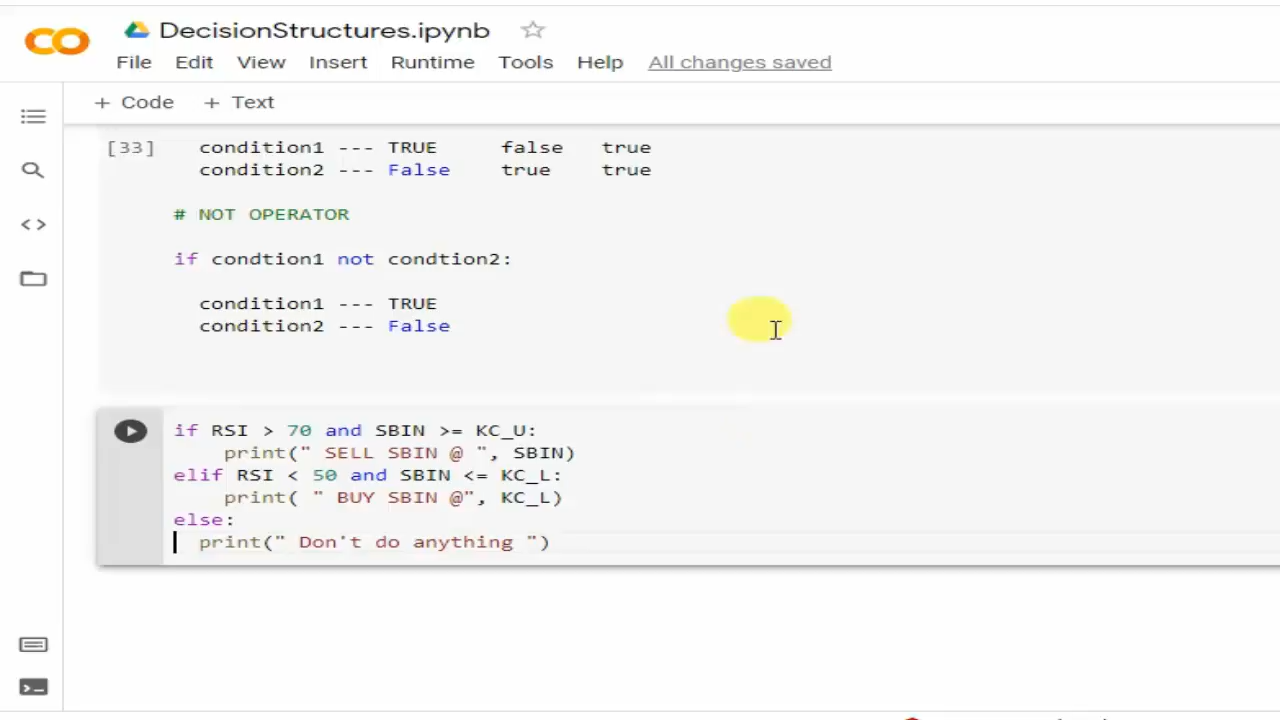 DecisionStructures.ipynb
File Edit View Insert Runtime Tools Help All changes saved
+ Code + Text
[33] condition1 --- TRUE false true
condition2 --- False true true
# NOT OPERATOR
if condtion1 not condtion2:
condition1 --- TRUE
condition2 --- False
if RSI > 70 and SBIN >= KC_U:
print(" SELL SBIN @ ", SBIN)
elif RSI < 50 and SBIN <= KC_L:
print( " BUY SBIN @", KC_L)
else:
print(" Don't do anything ")